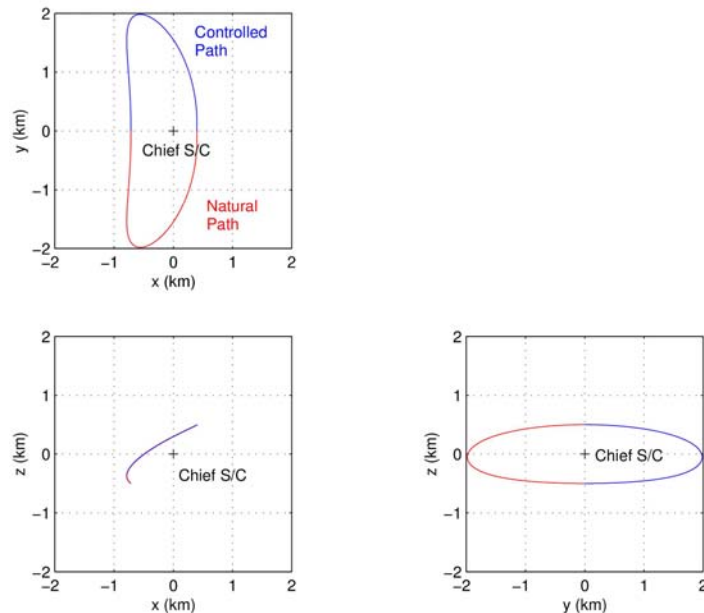 2
Controlled
Path
1
y (km)
0
Chief S/C
−1
Natural
Path
−2
−2 −1 0 1 2
x (km)
2
1
z (km)
0
Chief S/C
−1
−2
−2 −1 0 1 2
x (km)
2
1
z (km)
0
Chief S/C
−1
−2
−2 −1 0 1 2
y (km)